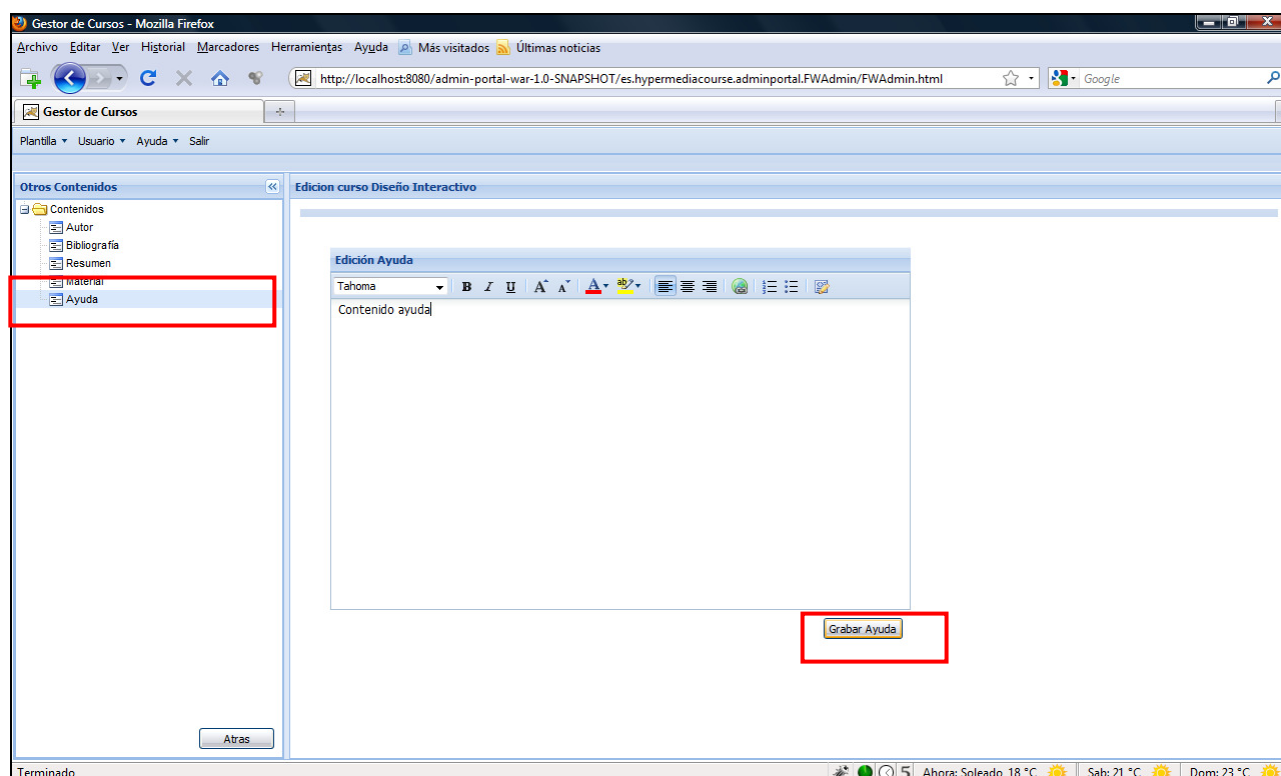 Gestor de Cursos - Mozilla Firefox
Archivo Editar Ver Historial Marcadores Herramientas Ayuda Más visitados Últimas noticias
http://localhost:8080/admin-portal-war-1.0-SNAPSHOT/es.hypermediacourse.adminportal.FWAdmin/FWAdmin.html Google
Gestor de Cursos
Plantilla Usuario Ayuda Salir
Otros Contenidos
Contenidos
Autor
Bibliografía
Resumen
Material
Ayuda
Atras
Edicion curso Diseño Interactivo
Edición Ayuda
Tahoma B I U A A A ab
Contenido ayuda
Grabar Ayuda
Terminado 5 Ahora: Soleado, 18 °C Sab: 21 °C Dom: 23 °C